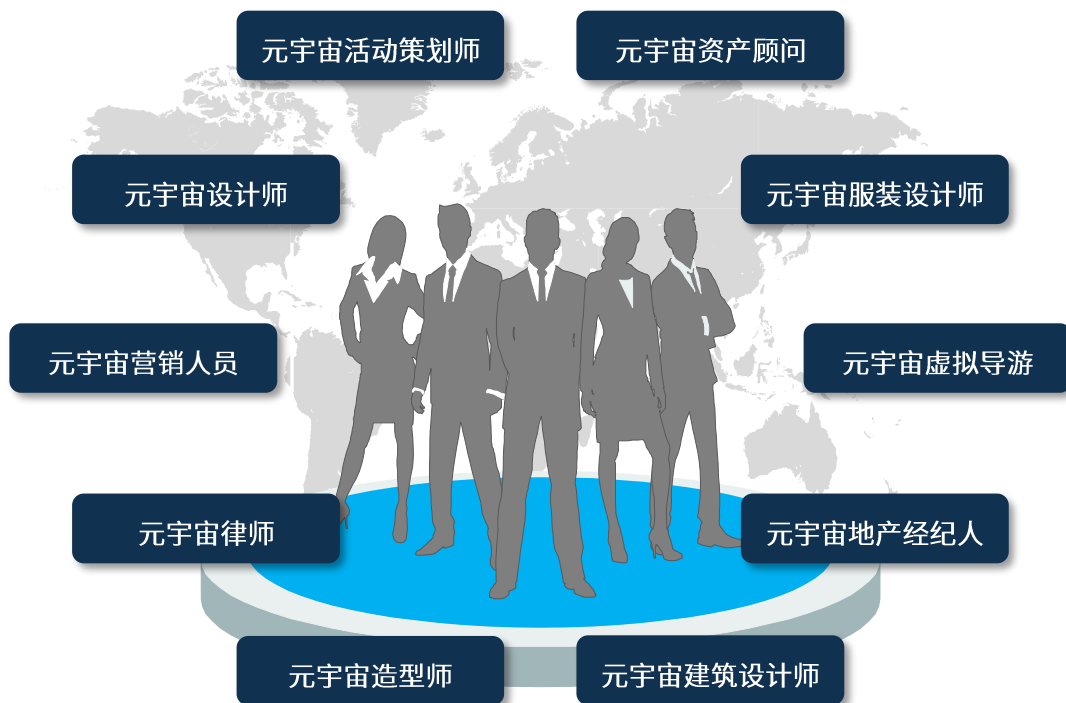 元宇宙活动策划师
元宇宙资产顾问
元宇宙设计师
元宇宙服装设计师
元宇宙营销人员
元宇宙虚拟导游
元宇宙律师
元宇宙地产经纪人
元宇宙造型师
元宇宙建筑设计师